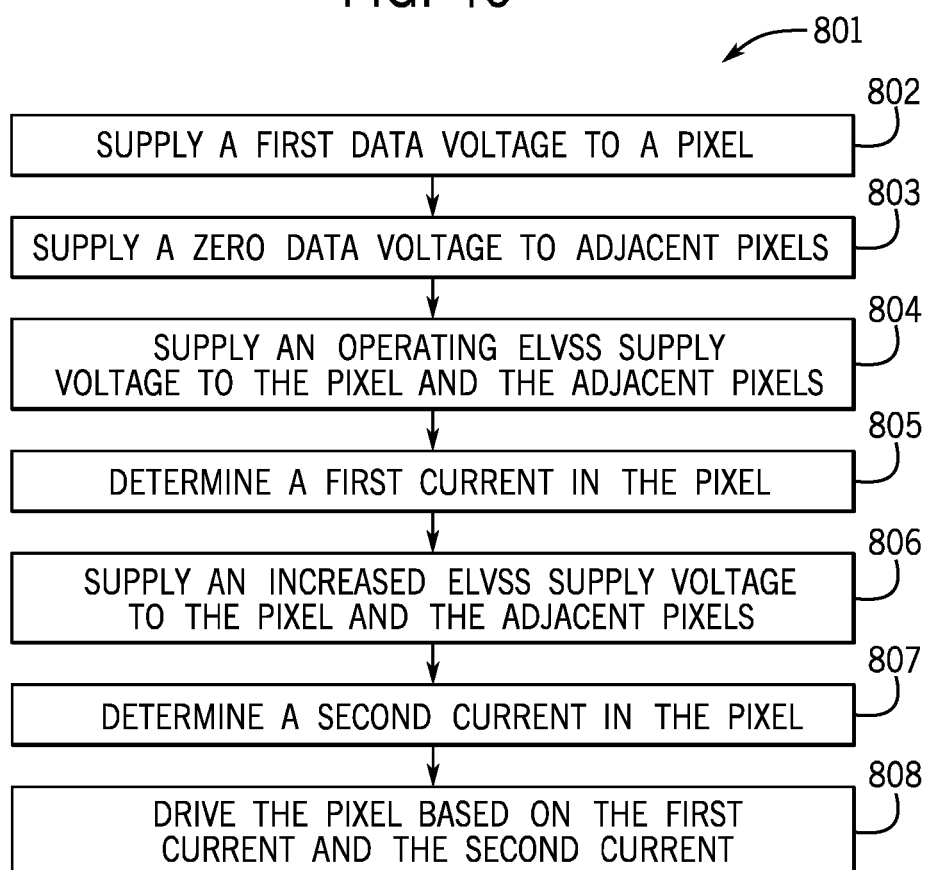 801
802
SUPPLY A FIRST DATA VOLTAGE TO A PIXEL
803
SUPPLY A ZERO DATA VOLTAGE TO ADJACENT PIXELS
804
SUPPLY AN OPERATING ELVSS SUPPLY
VOLTAGE TO THE PIXEL AND THE ADJACENT PIXELS
805
DETERMINE A FIRST CURRENT IN THE PIXEL
806
SUPPLY AN INCREASED ELVSS SUPPLY VOLTAGE
TO THE PIXEL AND THE ADJACENT PIXELS
807
DETERMINE A SECOND CURRENT IN THE PIXEL
808
DRIVE THE PIXEL BASED ON THE FIRST
CURRENT AND THE SECOND CURRENT